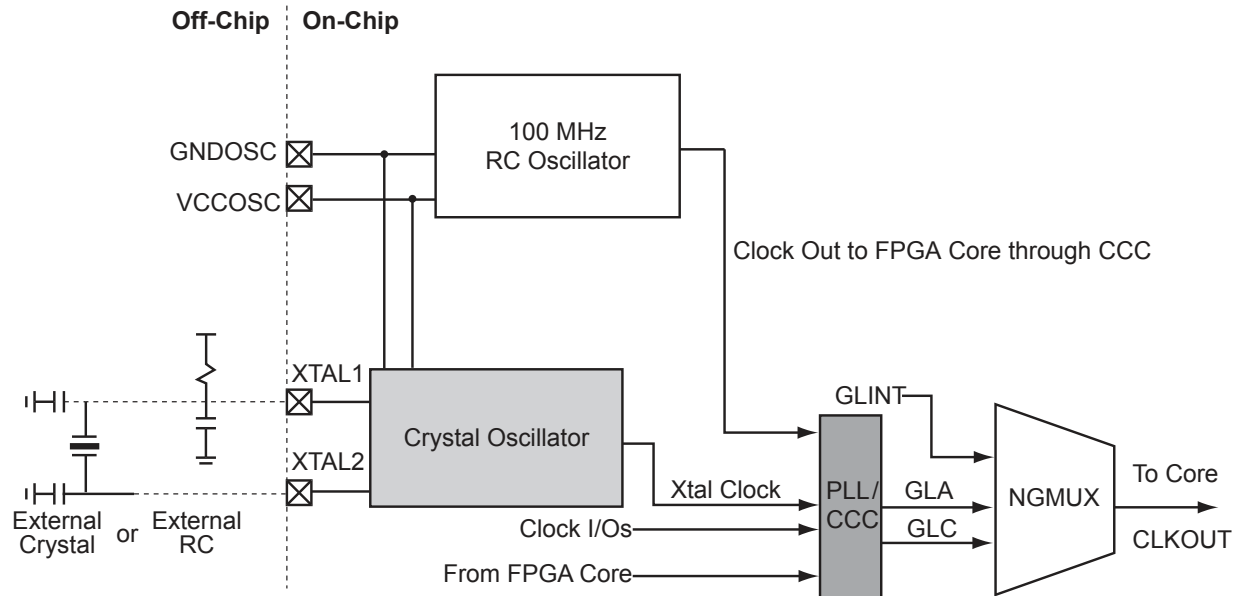 Off-Chip
On-Chip
100 MHz
RC Oscillator
GNDOSC
VCCOSC
Clock Out to FPGA Core through CCC
XTAL1
GLINT
Crystal Oscillator
XTAL2
Xtal Clock
PLL/
CCC
GLA
GLC
NGMUX
To Core
CLKOUT
Clock I/Os
From FPGA Core
External
Crystal
or
External
RC